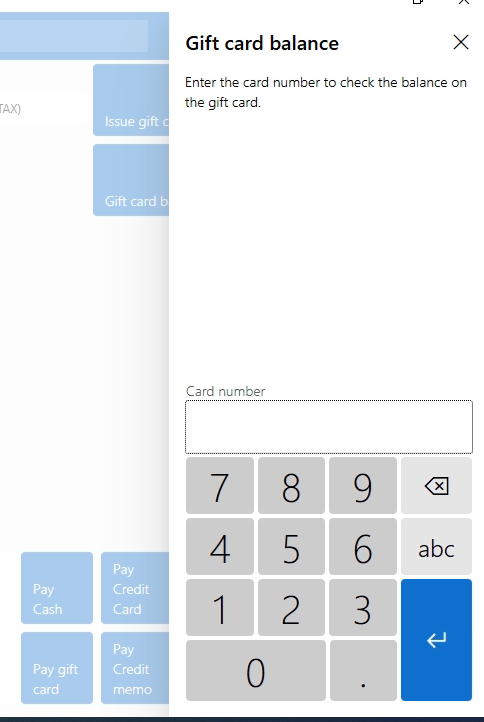 Gift card balance
Enter the card number to check the balance on
the gift card.
TAX)
Issue gift c
Gift card b
Card number
7 8 9
4 5 6 abc
1 2 3
0 .
Pay
Cash
Pay
Credit
Card
Pay gift
card
Pay
Credit
memo